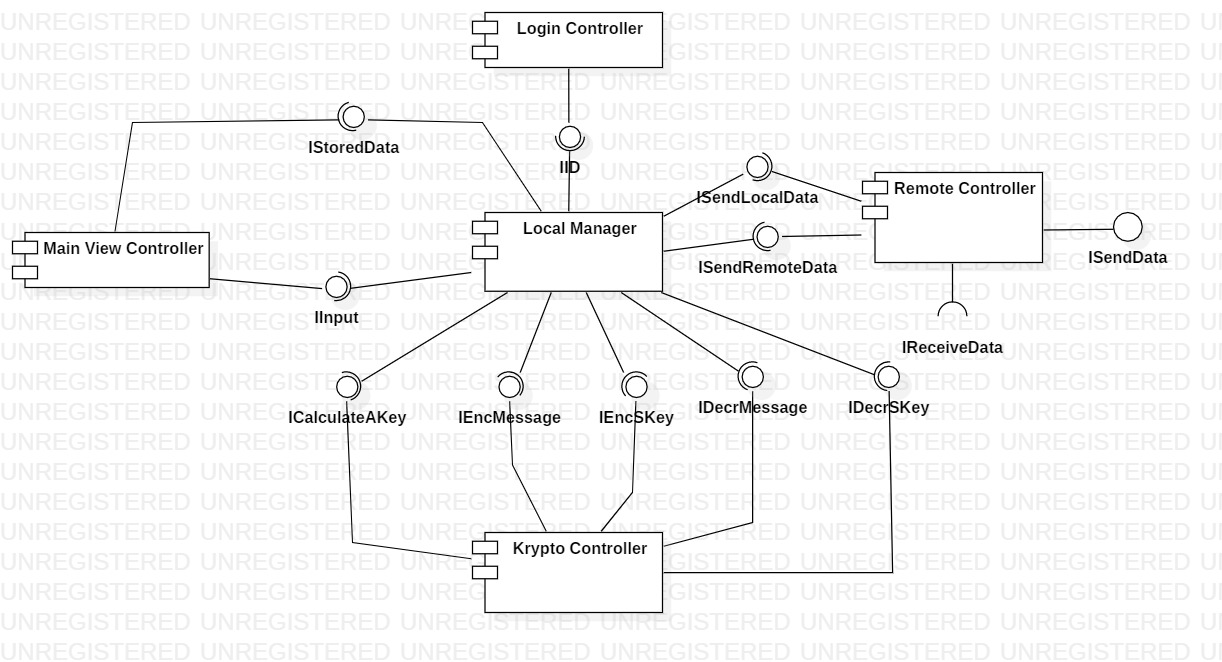 Login Controller
IStoredData
IID
ISendLocalData
Remote Controller
Local Manager
Main View Controller
ISendData
ISendRemoteData
IInput
IReceiveData
ICalculateAKey
IEncMessage
IEncSKey
IDecrMessage
IDecrSKey
Krypto Controller
UNREGISTERED UNREGISTERED UNREGISTERED UNREGISTERED UNREGISTERED UNREGISTERED